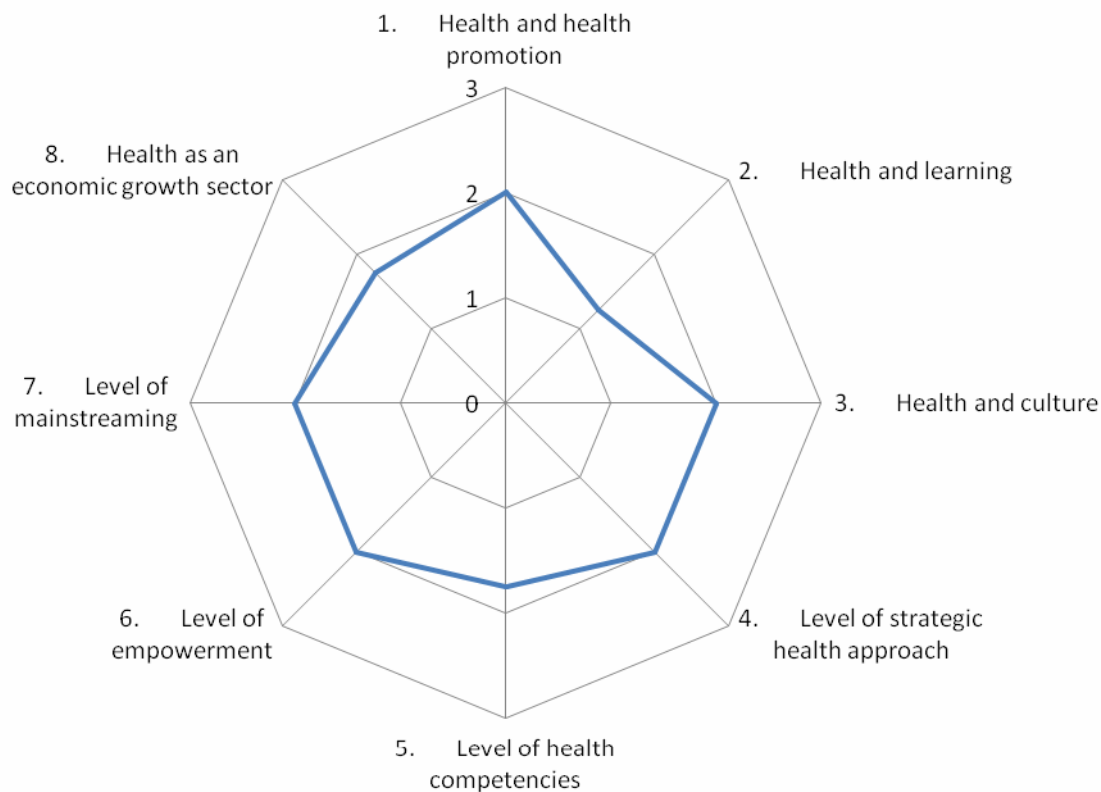 1. Health and health
promotion
3
8. Health as an
economic growth sector
2. Health and learning
2
1
7. Level of
mainstreaming
0
3. Health and culture
6. Level of
empowerment
4. Level of strategic
health approach
5. Level of health
competencies